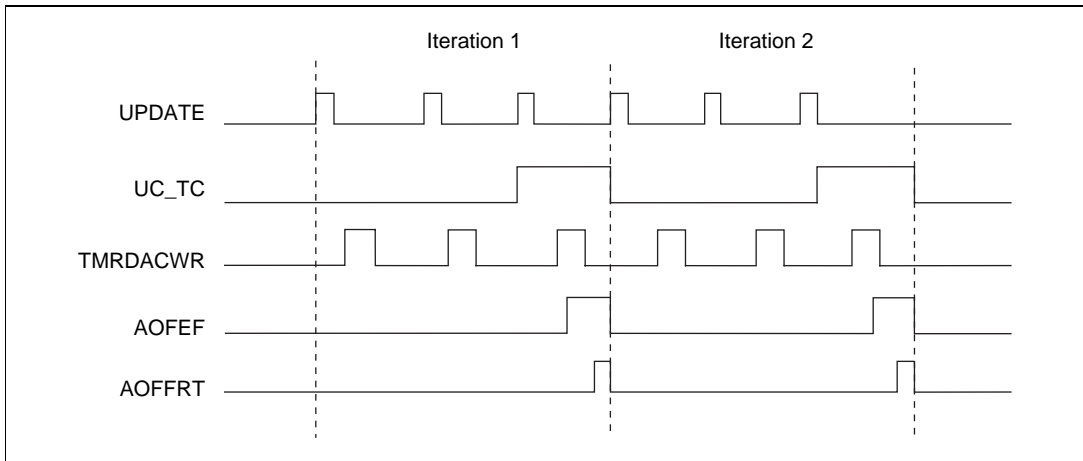 Iteration 1 Iteration 2
UPDATE
UC_TC
TMRDACWR
AOFEF
AOFFRT